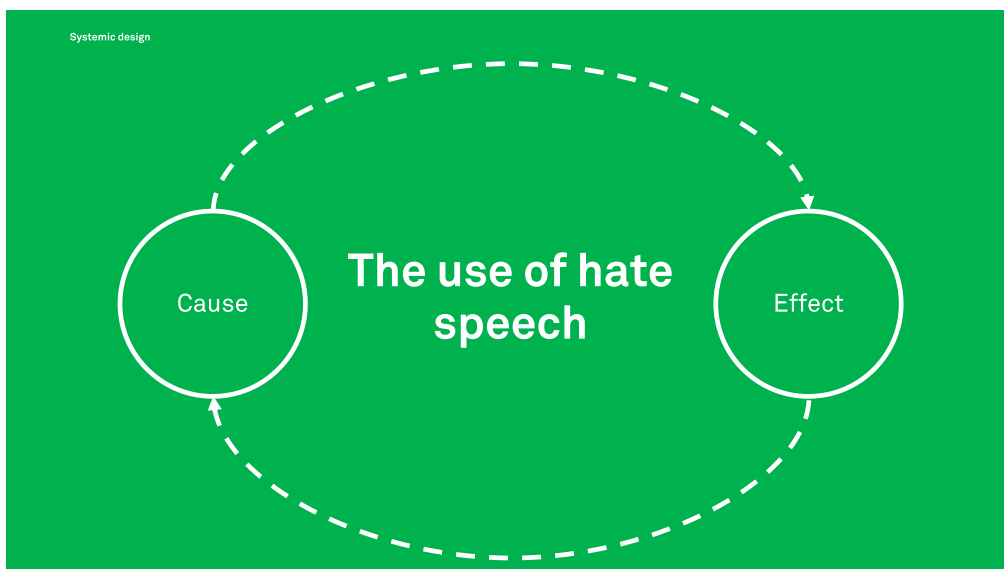 Systemic design
The use of hate
speech
Cause
Effect